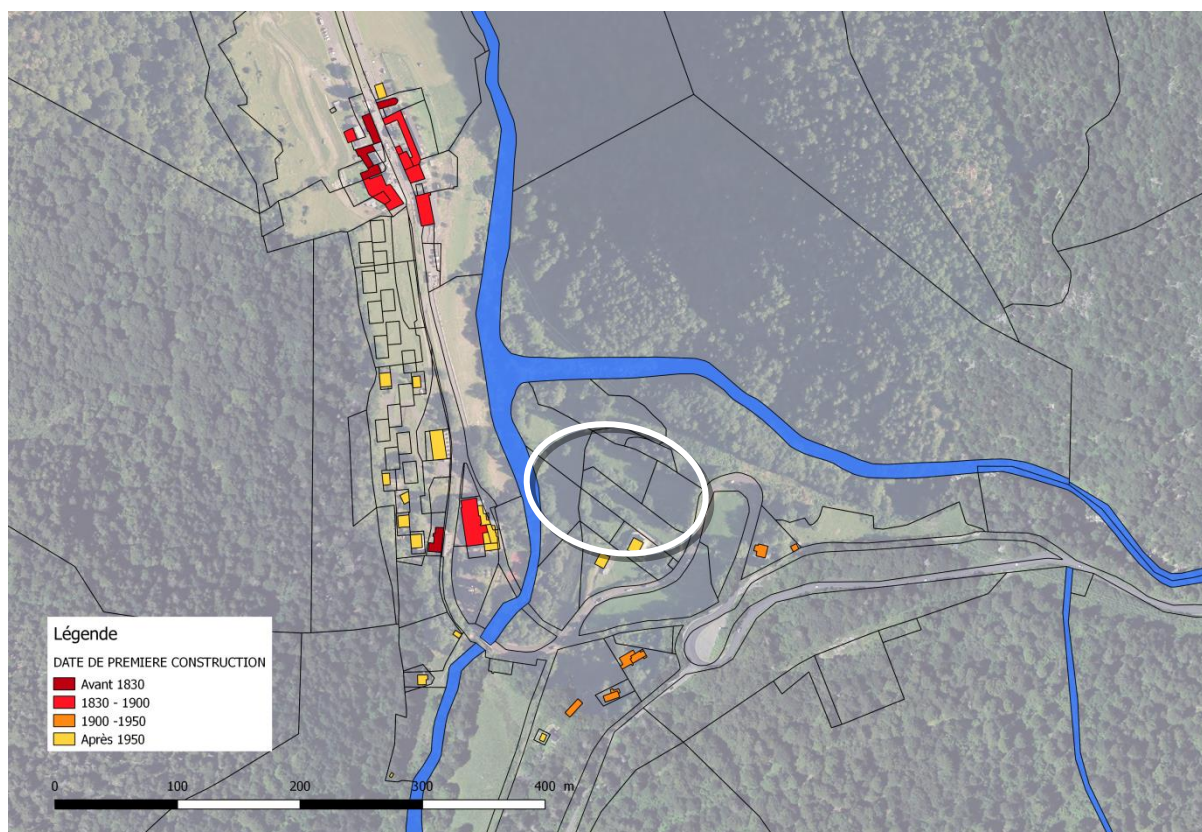 Légende
DATE DE PREMIERE CONSTRUCTION
Avant 1830
1830 - 1900
1900 -1950
Après 1950
0 100 200 300 400 m